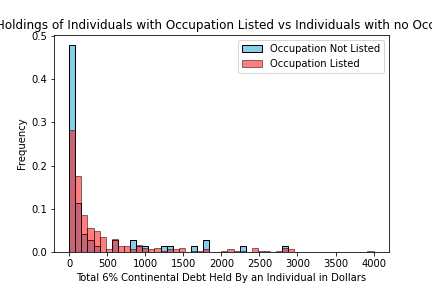 Holdings of Individuals with Occupation Listed vs Individuals with no
Occupation Not Listed
Occupation Listed
Frequency
0.5
0.4
0.3
0.2
0.1
0.0
0 500 1000 1500 2000 2500 3000 3500 4000
Total 6% Continental Debt Held By an Individual in Dollars